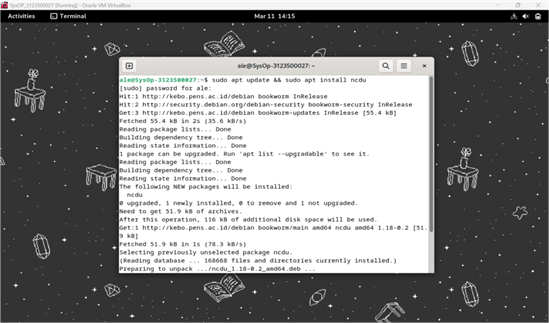 SysOP_3123500027 [Running] - Oracle VM VirtualBox
Activities Terminal Mar 11 14:15
ale@SysOp-3123500027: ~
ale@SysOp-3123500027:~$ sudo apt update && sudo apt install ncdu
[sudo] password for ale:
Hit:1 http://kebo.pens.ac.id/debian bookworm InRelease
Hit:2 http://security.debian.org/debian-security bookworm-security InRelease
Get:3 http://kebo.pens.ac.id/debian bookworm-updates InRelease [55.4 kB]
Fetched 55.4 kB in 2s (35.6 kB/s)
Reading package lists... Done
Building dependency tree... Done
Reading state information... Done
1 package can be upgraded. Run 'apt list --upgradable' to see it.
Reading package lists... Done
Building dependency tree... Done
Reading state information... Done
The following NEW packages will be installed:
ncdu
0 upgraded, 1 newly installed, 0 to remove and 1 not upgraded.
Need to get 51.9 kB of archives.
After this operation, 116 kB of additional disk space will be used.
Get:1 http://kebo.pens.ac.id/debian bookworm/main amd64 ncdu amd64 1.18-0.2 [51.
9 kB]
Fetched 51.9 kB in 1s (78.3 kB/s)
Selecting previously unselected package ncdu.
(Reading database ... 168668 files and directories currently installed.)
Preparing to unpack .../ncdu_1.18-0.2_amd64.deb ...